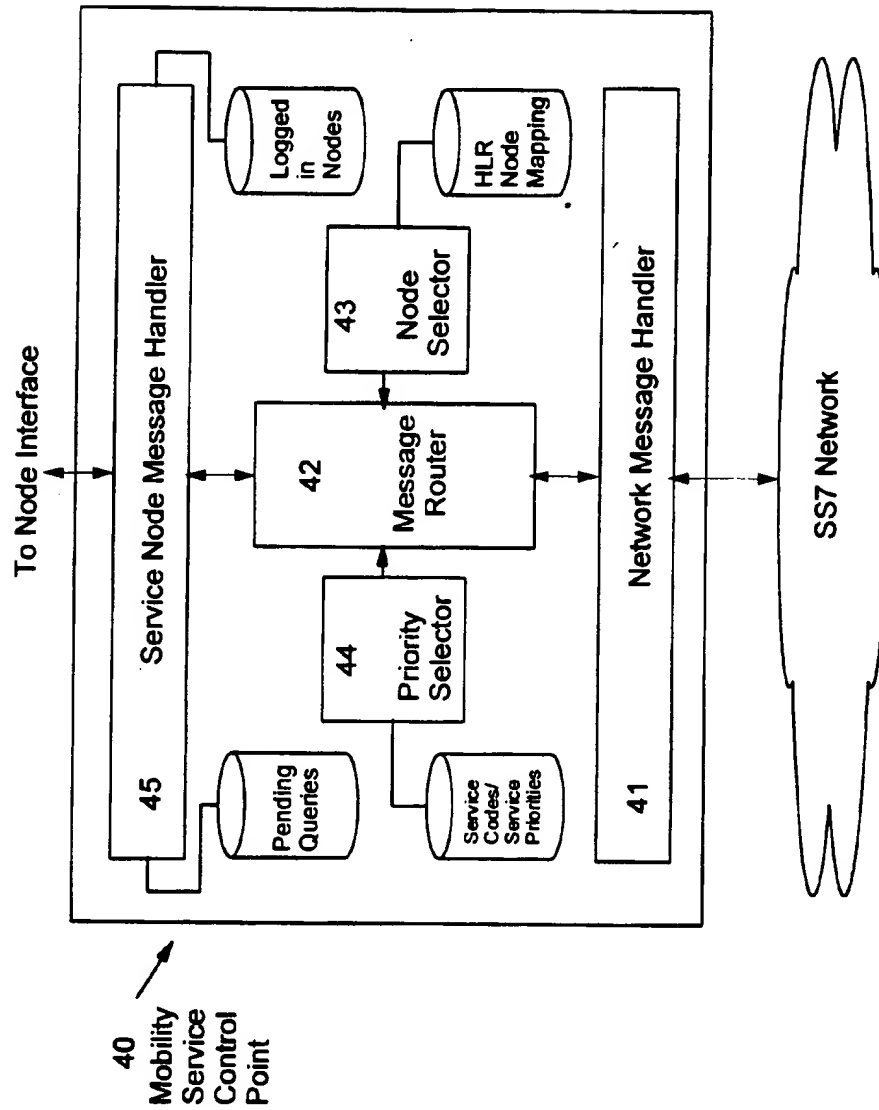 To Node Interface
40
Mobility
Service
Control
Point
45
Service Node Message Handler
Pending
Queries
Logged
in
Nodes
44
Priority
Selector
42
Message
Router
43
Node
Selector
Service
Codes/
Service
Priorities
HLR
Node
Mapping
41
Network Message Handler
SS7 Network